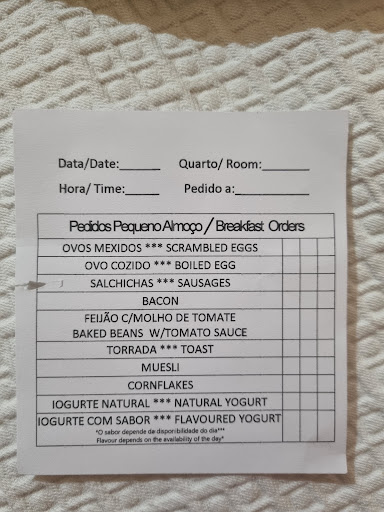 Data/Date:______ Quarto/ Room:_______
Hora/ Time:_____ Pedido a:___________
Pedidos Pequeno Almoço / Breakfast Orders
OVOS MEXIDOS *** SCRAMBLED EGGS
OVO COZIDO *** BOILED EGG
SALCHICHAS *** SAUSAGES
BACON
FEIJÃO C/MOLHO DE TOMATE
BAKED BEANS W/TOMATO SAUCE
TORRADA *** TOAST
MUESLI
CORNFLAKES
IOGURTE NATURAL *** NATURAL YOGURT
IOGURTE COM SABOR *** FLAVOURED YOGURT
*O sabor depende da disponibilidade do dia***
Flavour depends on the availability of the day*